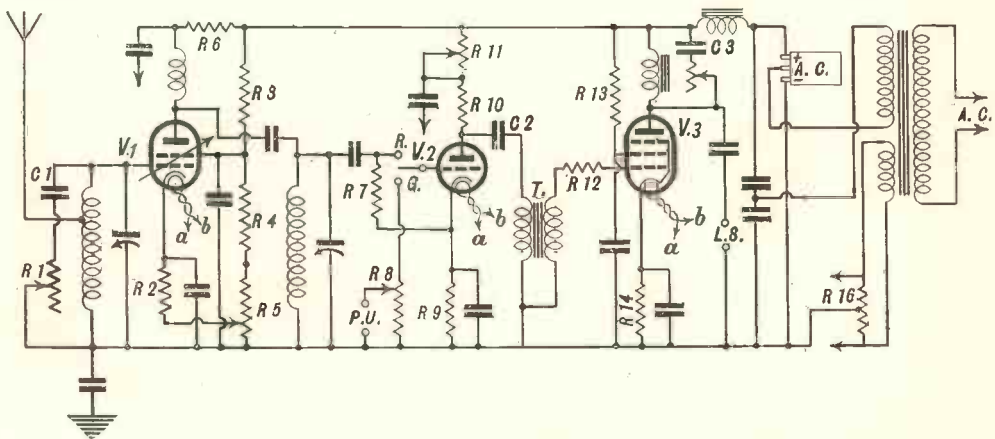 R 6
R 11
C 3
+
A.C.
-
A.C.
R 3
R 10
R 13
C 2
V.1
C 1
R.
V.2
G.
R 7
V.3
R 12
T.
b
a
b
a
b
a
L.S.
R 4
R 1
R 2
R 5
P.U.
R 8
R 9
R 14
R 16